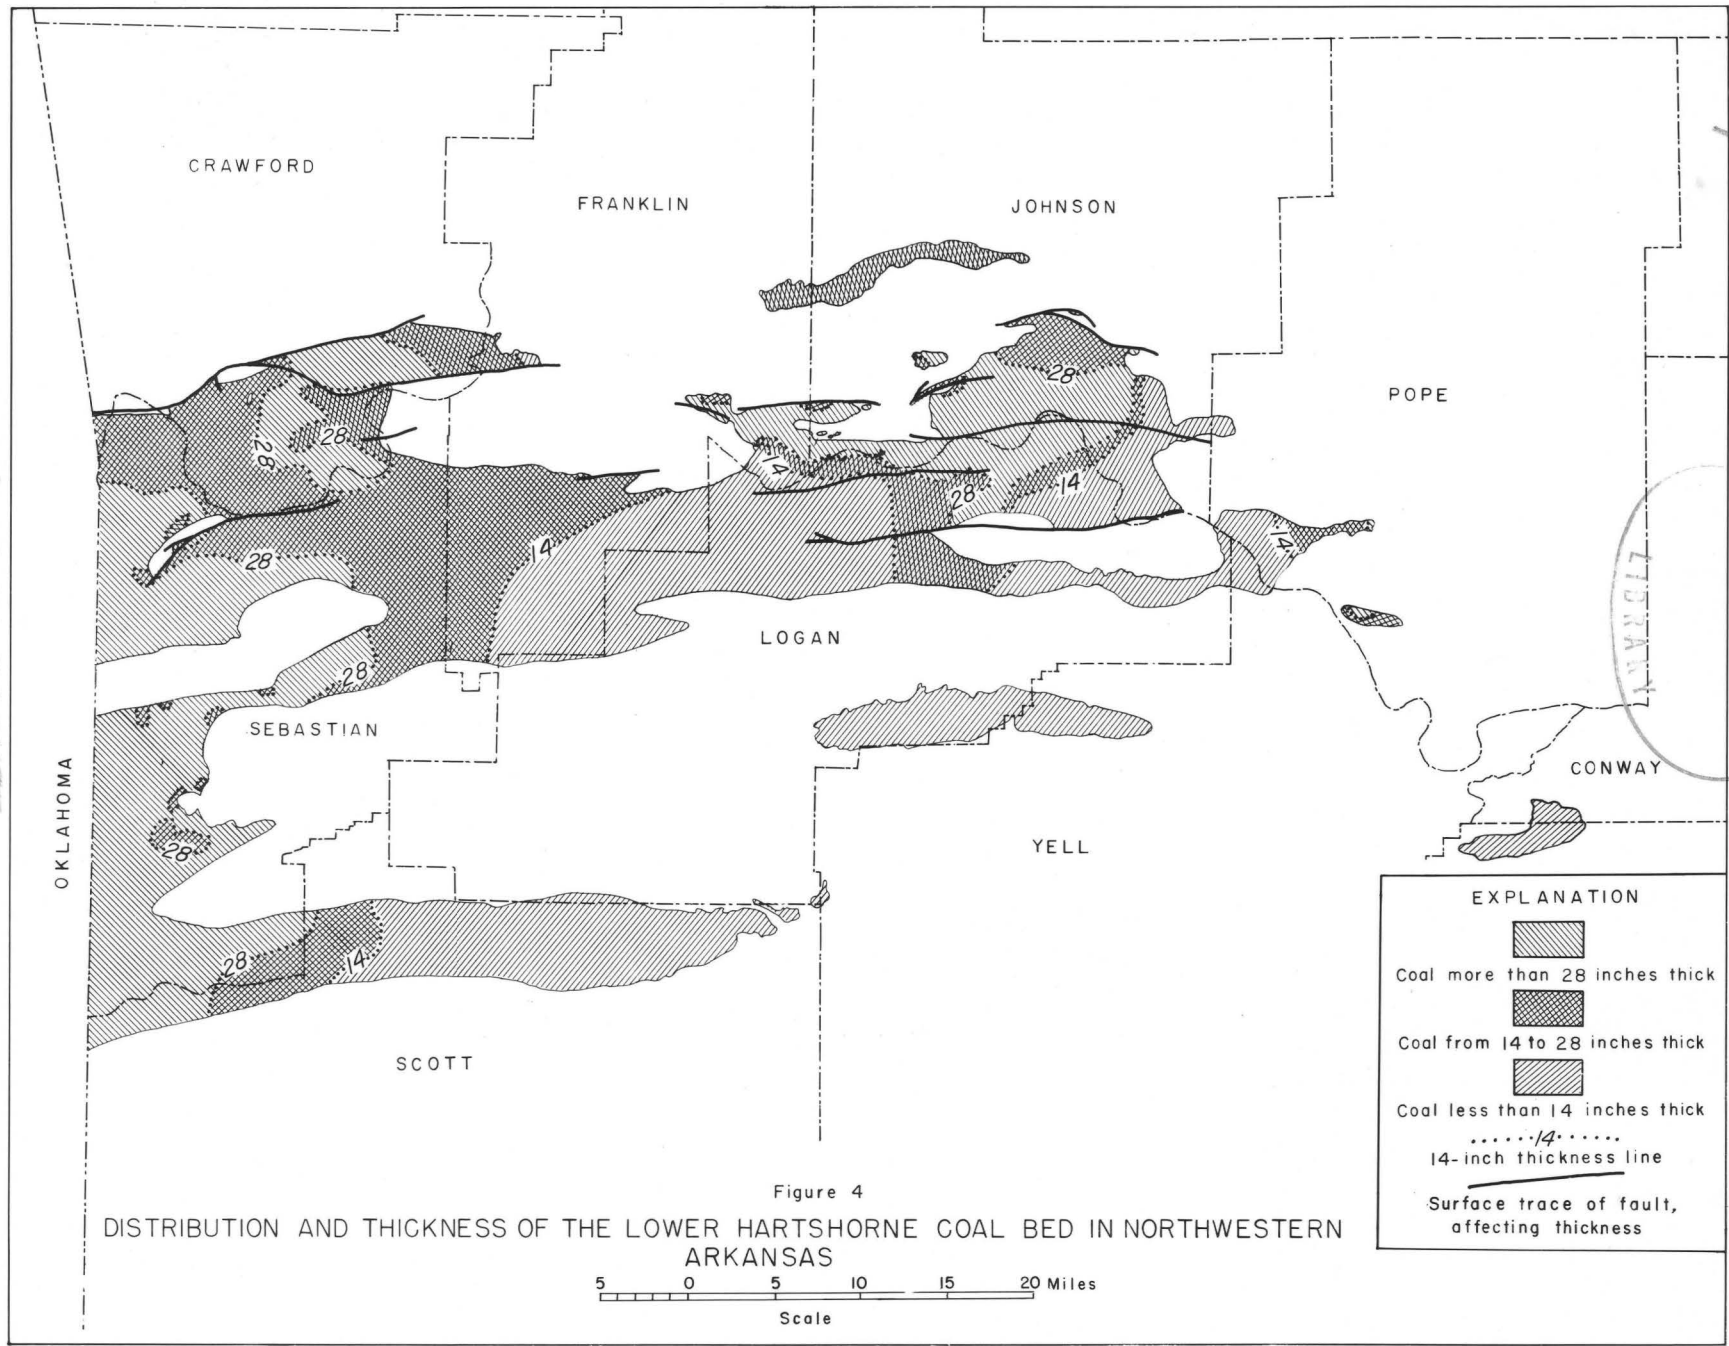 CRAWFORD
FRANKLIN
JOHNSON
POPE
28
28
28
14
28
14
14
28
14
28
LIBRARY
LOGAN
SEBASTIAN
OKLAHOMA
28
CONWAY
YELL
28
14
SCOTT
EXPLANATION
Coal more than 28 inches thick
Coal from 14 to 28 inches thick
Coal less than 14 inches thick
......14......
14-inch thickness line
Surface trace of fault,
affecting thickness
Figure 4
DISTRIBUTION AND THICKNESS OF THE LOWER HARTSHORNE COAL BED IN NORTHWESTERN
ARKANSAS
5 0 5 10 15 20 Miles
Scale